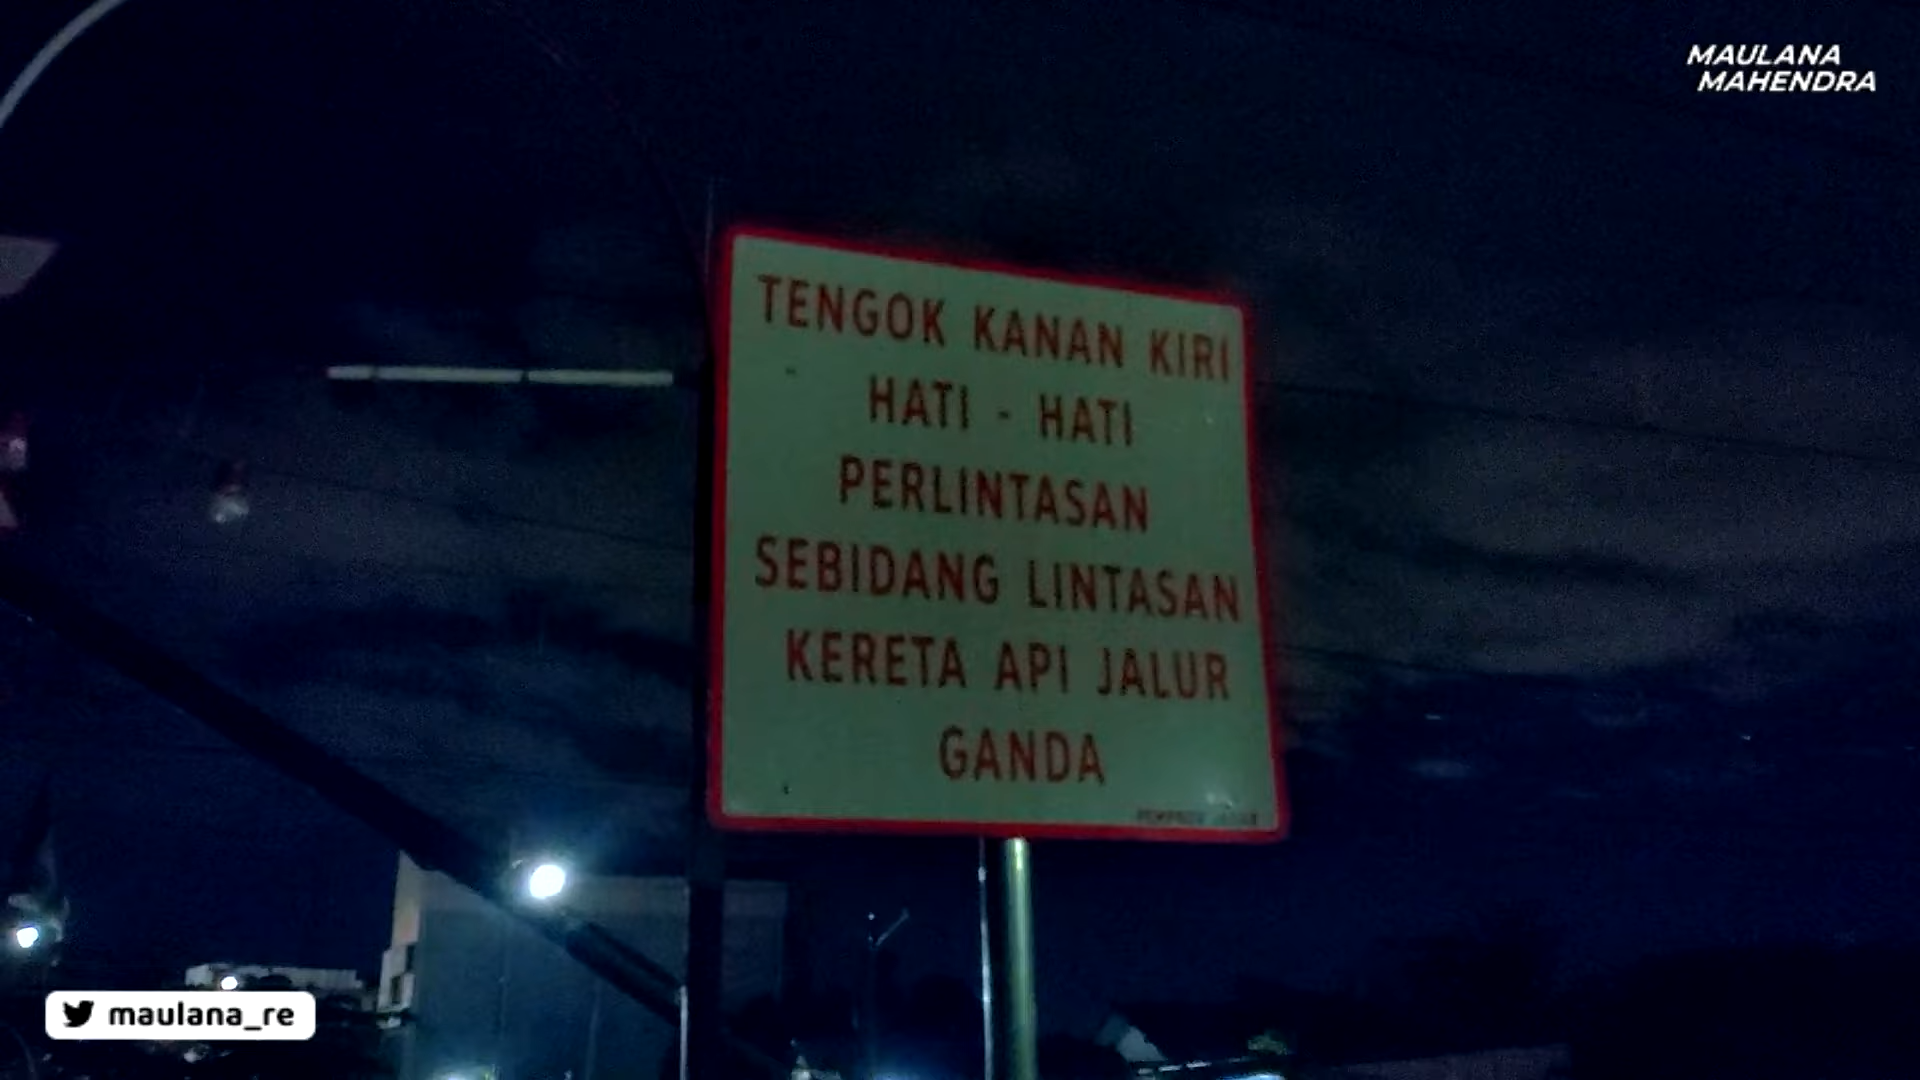 MAULANA
MAHENDRA
TENGOK KANAN KIRI
HATI - HATI
PERLINTASAN
SEBIDANG LINTASAN
KERETA API JALUR
GANDA
maulana_re